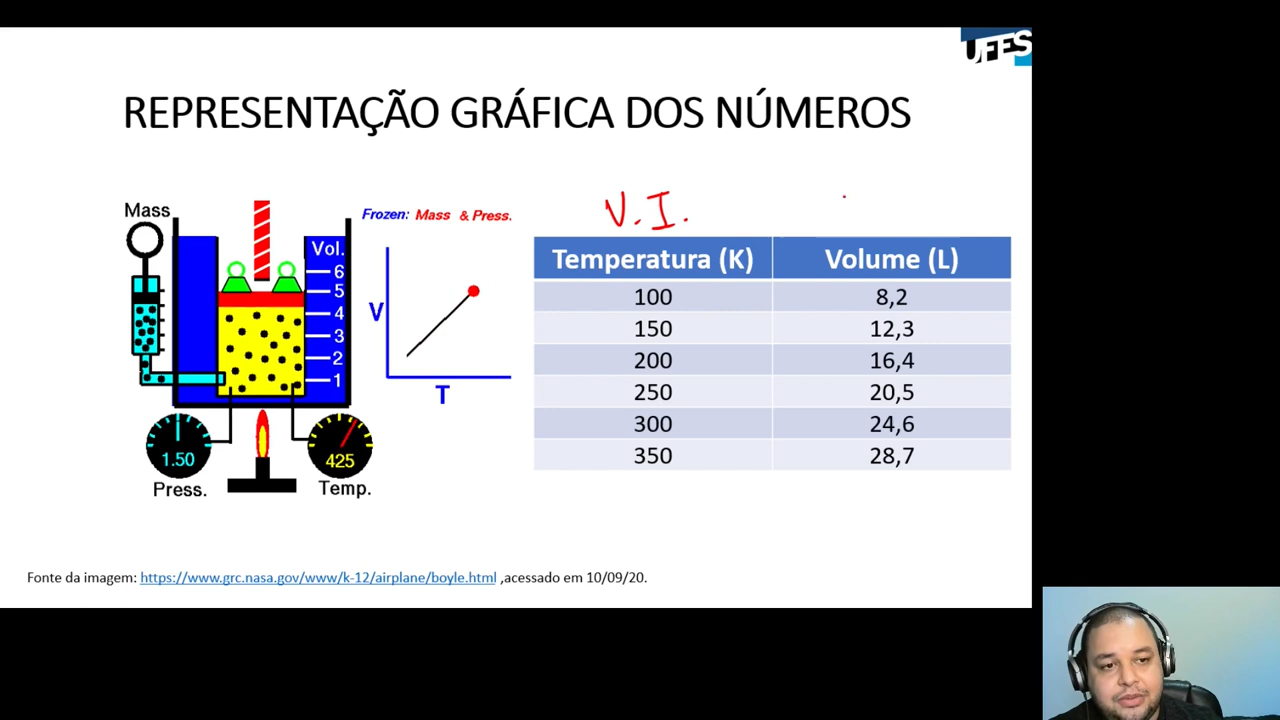 UFES
REPRESENTAÇÃO GRÁFICA DOS NÚMEROS
Mass
Vol.
6
5
4
3
2
1
1.50
425
Press.
Temp.
Frozen: Mass & Press.
V
T
V.I.
Temperatura (K) Volume (L)
100 8,2
150 12,3
200 16,4
250 20,5
300 24,6
350 28,7
Fonte da imagem: https://www.grc.nasa.gov/www/k-12/airplane/boyle.html ,acessado em 10/09/20.